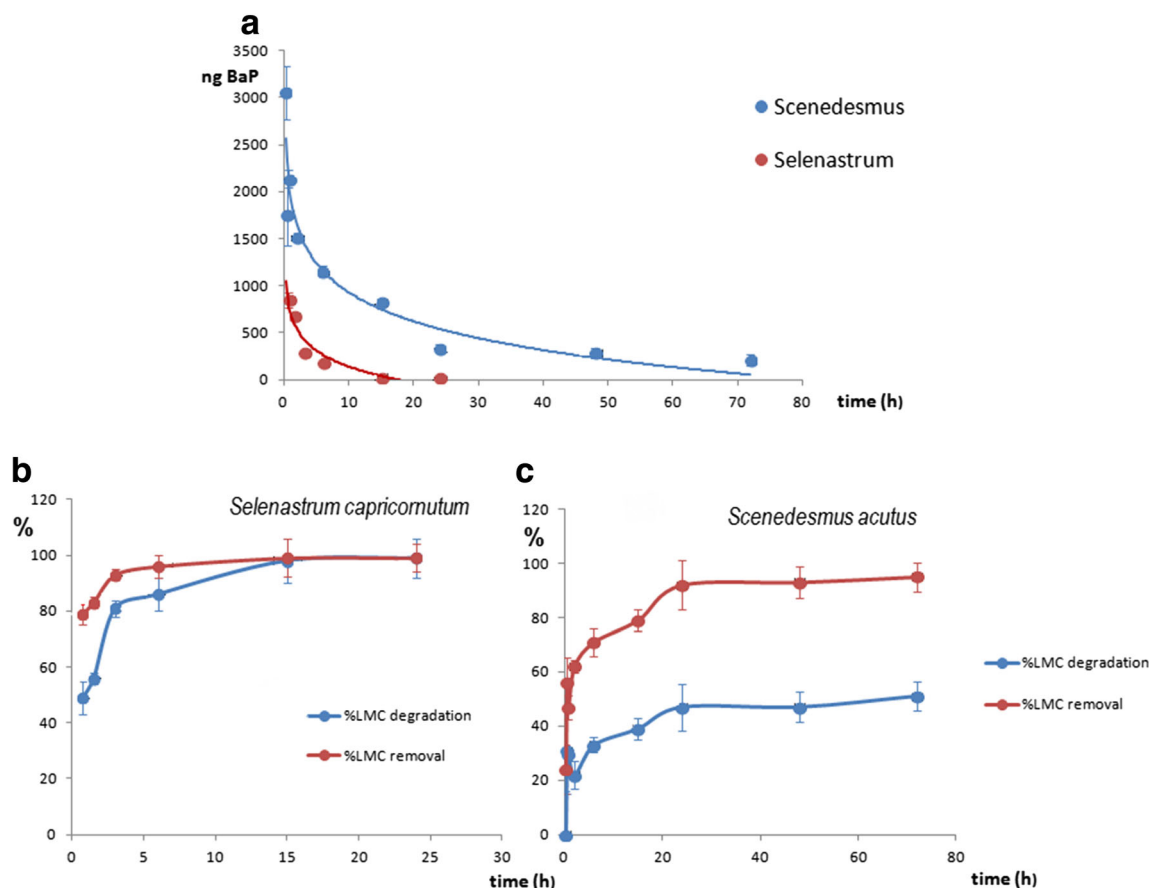 a
ng BaP
3500
3000
2500
2000
1500
1000
500
0
0 10 20 30 40 50 60 70 80
time (h)
Scenedesmus
Selenastrum
b
%
Selenastrum capricornutum
120
100
80
60
40
20
0
0 5 10 15 20 25 30
time (h)
%LMC degradation
%LMC removal
c
%
Scenedesmus acutus
120
100
80
60
40
20
0
0 20 40 60 80
time (h)
%LMC degradation
%LMC removal